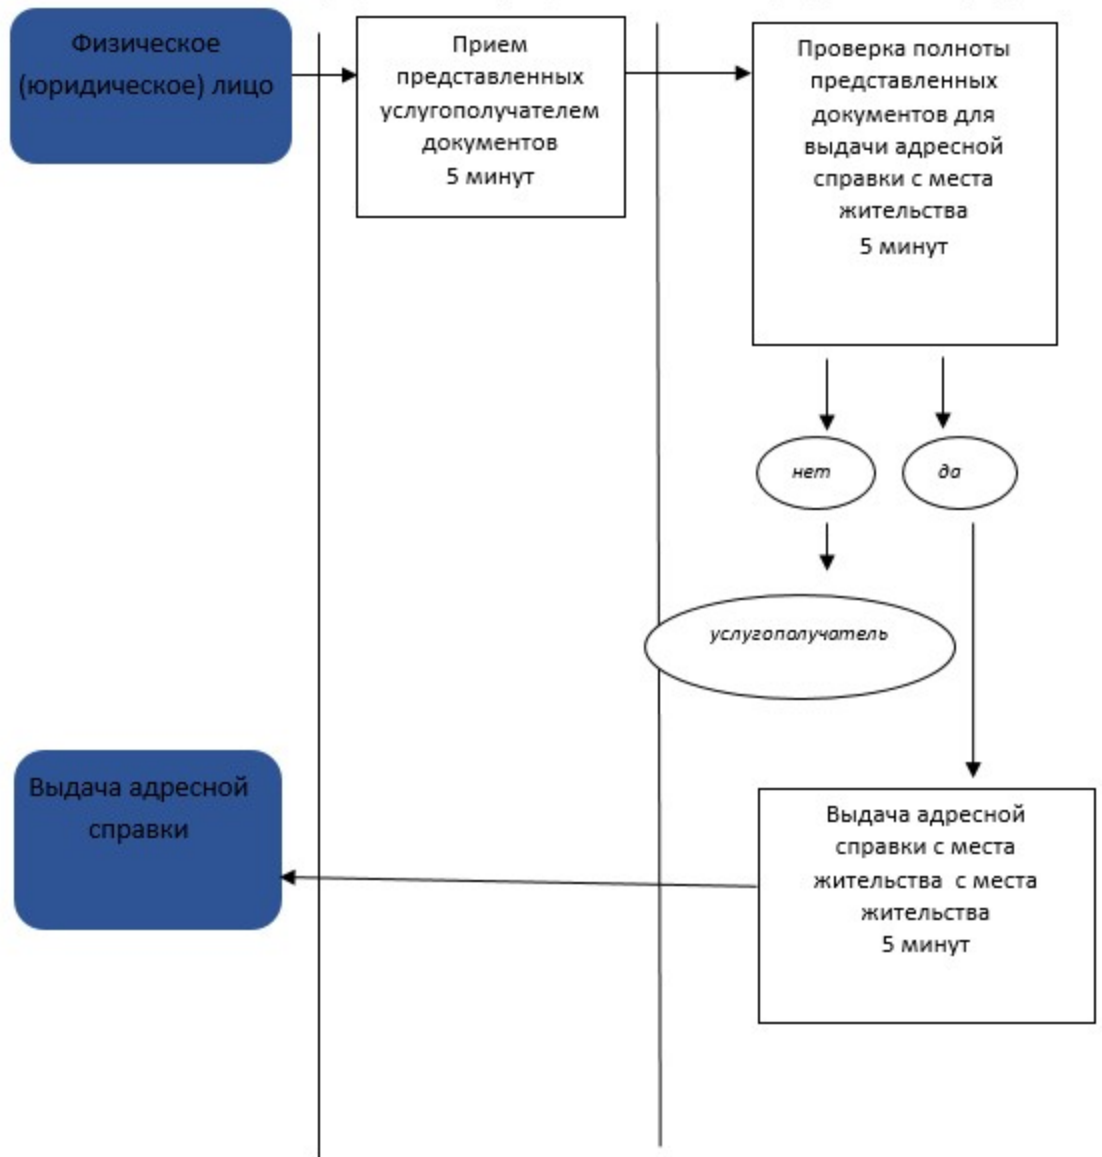 Физическое
(юридическое) лицо
Прием
представленных
услугополучателем
документов
5 минут
Проверка полноты
представленных
документов для
выдачи адресной
справки с места
жительства
5 минут
нет
да
услугополучатель
Выдача адресной
справки
Выдача адресной
справки с места
жительства с места
жительства
5 минут